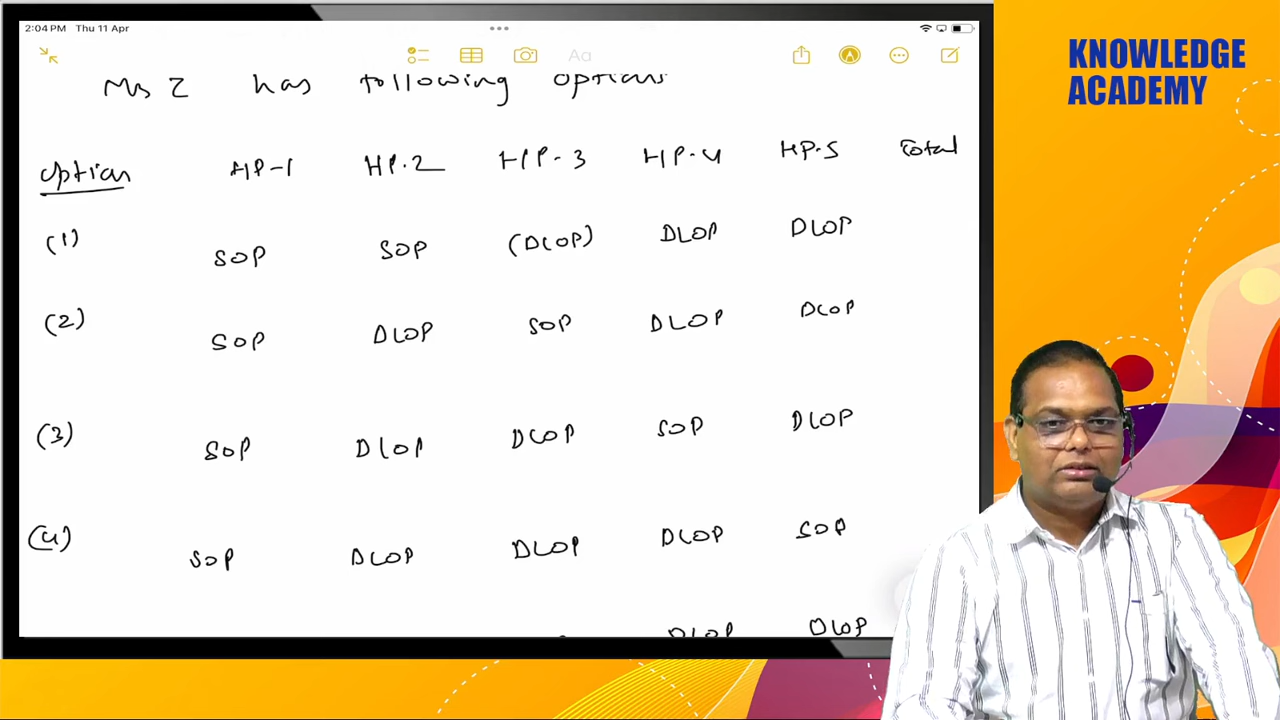 2:04 PM Thu 11 Apr
Aa
KNOWLEDGE
ACADEMY
Mr Z has following options
Option HP-1 HP-2 HP-3 HP-4 HP-5 Total
(1) SOP SOP (DLOP) DLOP DLOP
(2) SOP DLOP SOP DLOP DLOP
(3) SOP DLOP DLOP SOP DLOP
(4) SOP DLOP DLOP DLOP SOP
DLOP DLOP